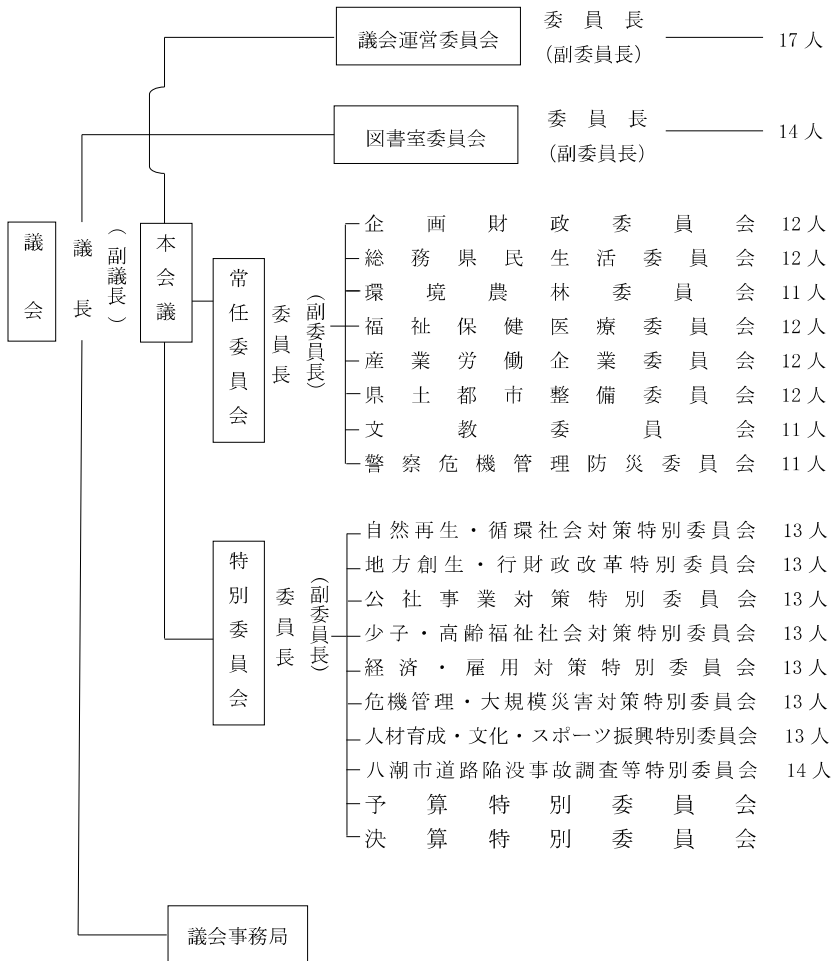 議会運営委員会 委員長 (副委員長) 17人
図書室委員会 委員長 (副委員長) 14人
議会
議長
(副議長)
本会議
常任委員会
委員長
(副委員長)
企画財政委員会 12人
総務県民生活委員会 12人
環境農林委員会 11人
福祉保健医療委員会 12人
産業労働企業委員会 12人
県土都市整備委員会 12人
文教委員会 11人
警察危機管理防災委員会 11人
特別委員会
委員長
(副委員長)
自然再生・循環社会対策特別委員会 13人
地方創生・行財政改革特別委員会 13人
公社事業対策特別委員会 13人
少子・高齢福祉社会対策特別委員会 13人
経済・雇用対策特別委員会 13人
危機管理・大規模災害対策特別委員会 13人
人材育成・文化・スポーツ振興特別委員会 13人
八潮市道路陥没事故調査等特別委員会 14人
予算特別委員会
決算特別委員会
議会事務局